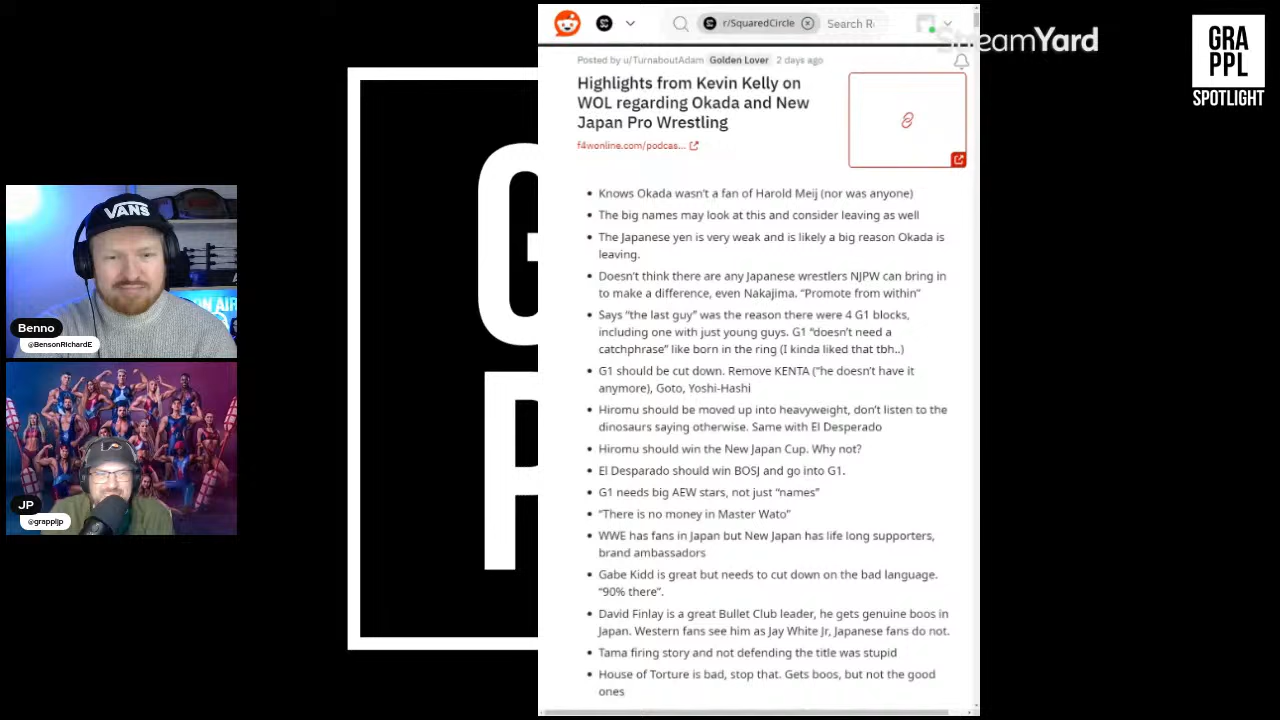 r/SquaredCircle
Search R
StreamYard
GRA
PPL
SPOTLIGHT
Posted by u/TurnaboutAdam Golden Lover 2 days ago
Highlights from Kevin Kelly on
WOL regarding Okada and New
Japan Pro Wrestling
f4wonline.com/podcas...
• Knows Okada wasn't a fan of Harold Meij (nor was anyone)
• The big names may look at this and consider leaving as well
• The Japanese yen is very weak and is likely a big reason Okada is
leaving.
• Doesn't think there are any Japanese wrestlers NJPW can bring in
to make a difference, even Nakajima. "Promote from within"
• Says "the last guy" was the reason there were 4 G1 blocks,
including one with just young guys. G1 "doesn't need a
catchphrase" like born in the ring (I kinda liked that tbh..)
• G1 should be cut down. Remove KENTA ("he doesn't have it
anymore), Goto, Yoshi-Hashi
• Hiromu should be moved up into heavyweight, don't listen to the
dinosaurs saying otherwise. Same with El Desperado
• Hiromu should win the New Japan Cup. Why not?
• El Desparado should win BOSJ and go into G1.
• G1 needs big AEW stars, not just "names"
• "There is no money in Master Wato"
• WWE has fans in Japan but New Japan has life long supporters,
brand ambassadors
• Gabe Kidd is great but needs to cut down on the bad language.
"90% there".
• David Finlay is a great Bullet Club leader, he gets genuine boos in
Japan. Western fans see him as Jay White Jr, Japanese fans do not.
• Tama firing story and not defending the title was stupid
• House of Torture is bad, stop that. Gets boos, but not the good
ones
VANS
ON AIR
Benno
@BensonRichardE
JP
@grappljp
G
P